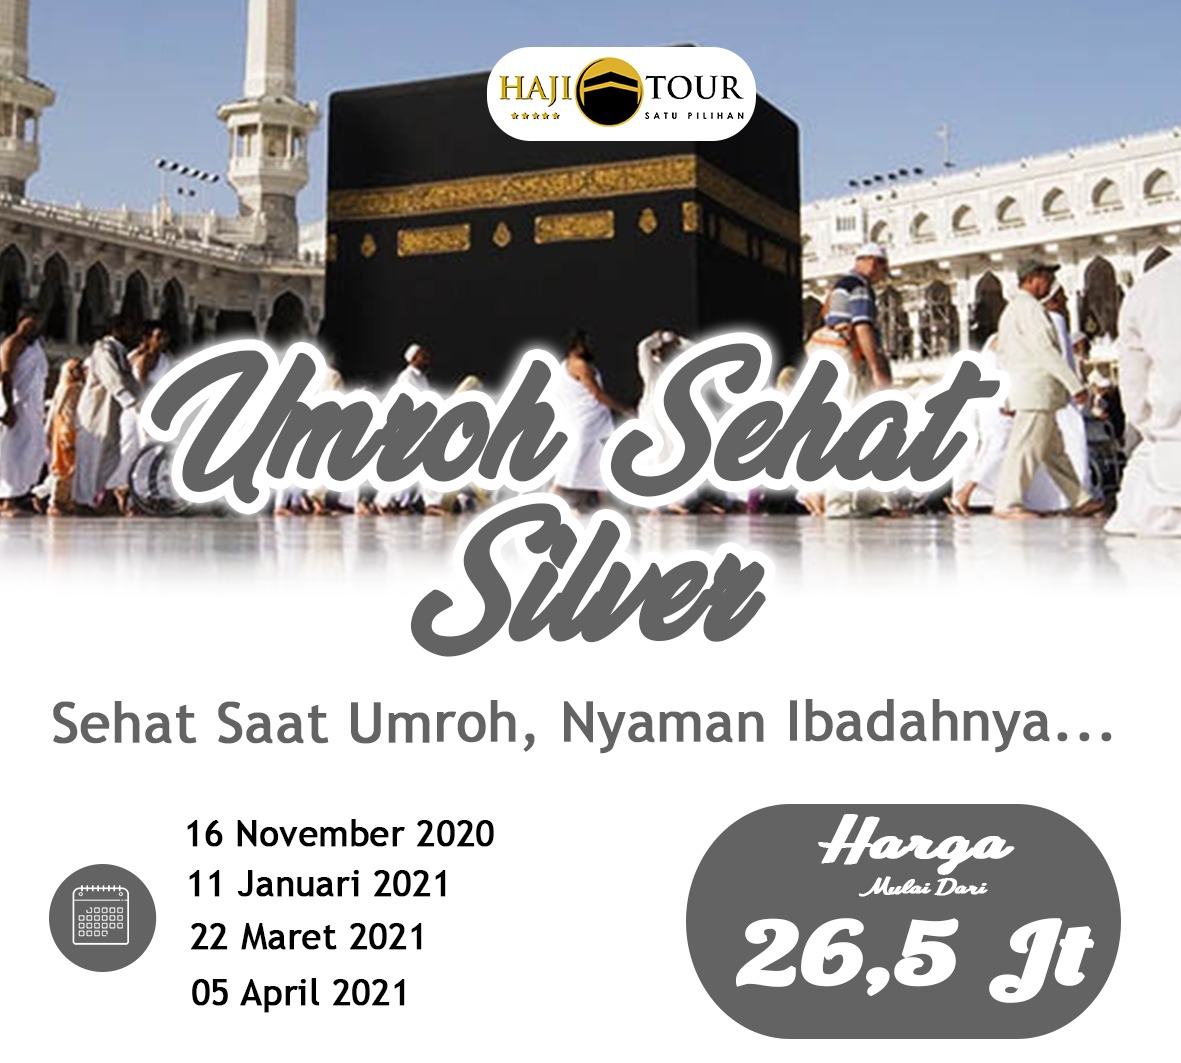 HAJI TOUR
SATU PILIHAN
Umroh Sehat
Silver
Sehat Saat Umroh, Nyaman Ibadahnya...
16 November 2020
11 Januari 2021
22 Maret 2021
05 April 2021
Harga
Mulai Dari
26,5 Jt